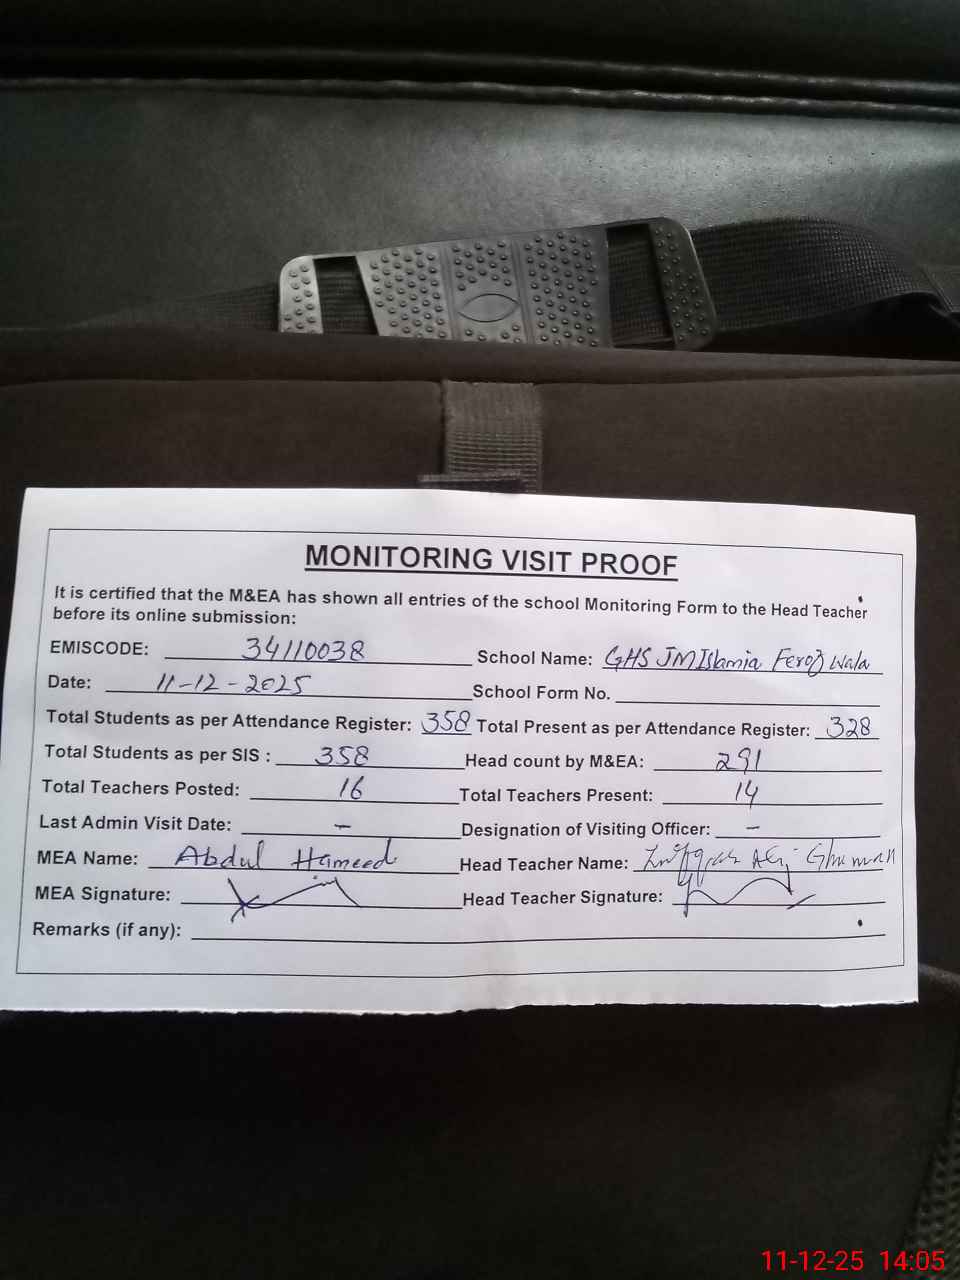 MONITORING VISIT PROOF
It is certified that the M&EA has shown all entries of the school Monitoring Form to the Head Teacher
before its online submission:
EMISCODE: 34110038 School Name: GHS JM Islamia Feroz Wala
Date: 11-12-2025 School Form No.
Total Students as per Attendance Register: 358 Total Present as per Attendance Register: 328
Total Students as per SIS : 358 Head count by M&EA: 291
Total Teachers Posted: 16 Total Teachers Present: 14
Last Admin Visit Date: – Designation of Visiting Officer: –
MEA Name: Abdul Hameed Head Teacher Name: Ghuman
MEA Signature: Head Teacher Signature:
Remarks (if any):
11-12-25 14:05